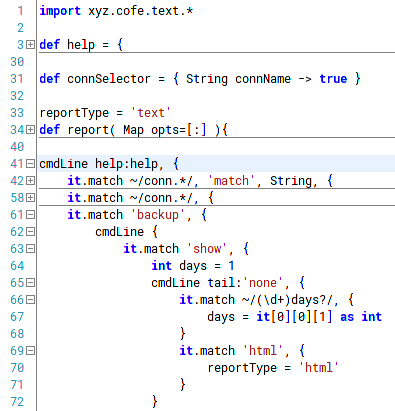 1 import xyz.cofe.text.*
2
3 def help = {
30
31 def connSelector = { String connName -> true }
32
33 reportType = 'text'
34 def report( Map opts=[:] ){
40
41 cmdLine help:help, {
42 it.match ~/conn.*/, 'match', String, {
58 it.match ~/conn.*/, {
61 it.match 'backup', {
62 cmdLine {
63 it.match 'show', {
64 int days = 1
65 cmdLine tail:'none', {
66 it.match ~/(\d+)days?/, {
67 days = it[0][0][1] as int
68 }
69 it.match 'html', {
70 reportType = 'html'
71 }
72 }